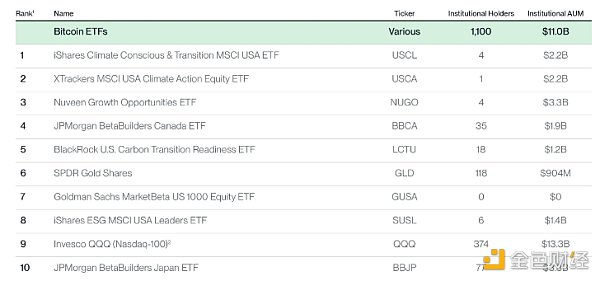 Rank¹ Name Ticker Institutional Holders Institutional AUM
Bitcoin ETFs Various 1,100 $11.0B
1 iShares Climate Conscious & Transition MSCI USA ETF USCL 4 $2.2B
2 XTrackers MSCI USA Climate Action Equity ETF USCA 1 $2.2B
3 Nuveen Growth Opportunities ETF NUGO 4 $3.3B
4 JPMorgan BetaBuilders Canada ETF BBCA 35 $1.9B
5 BlackRock U.S. Carbon Transition Readiness ETF LCTU 18 $1.2B
6 SPDR Gold Shares GLD 118 $904M
7 Goldman Sachs MarketBeta US 1000 Equity ETF GUSA 0 $0
8 iShares ESG MSCI USA Leaders ETF SUSL 6 $1.4B
9 Invesco QQQ (Nasdaq-100)² QQQ 374 $13.3B
10 JPMorgan BetaBuilders Japan ETF BBJP 77
金色财经